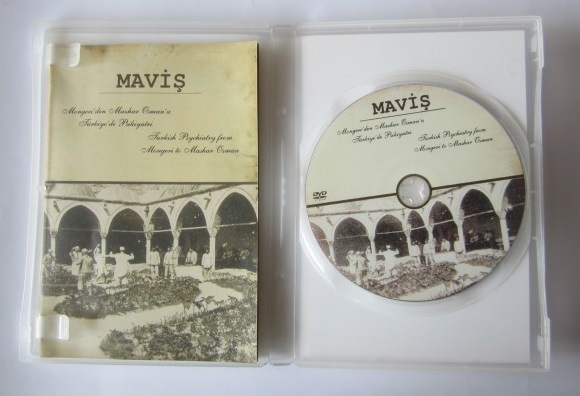 MAVİŞ
Mongeri'den Mazhar Osman'a
Türkiye'de Psikiyatri
Turkish Psychiatry from
Mongeri to Mazhar Osman
MAVİŞ
Mongeri'den Mazhar Osman'a
Türkiye'de Psikiyatri
Turkish Psychiatry from
Mongeri to Mazhar Osman
DVD